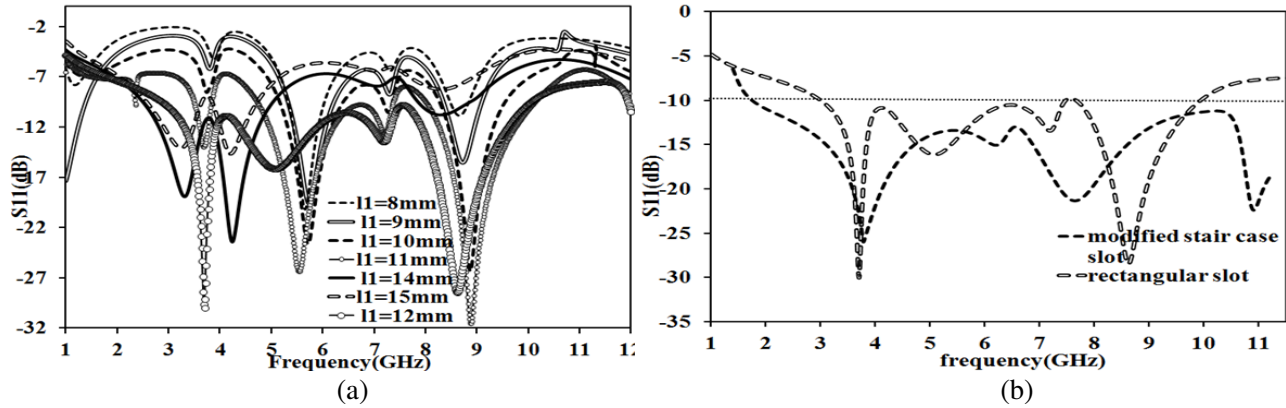 -2
-7
-12
-17
-22
-27
-32
S11(dB)
l1=8mm
l1=9mm
l1=10mm
l1=11mm
l1=14mm
l1=15mm
l1=12mm
1 2 3 4 5 6 7 8 9 10 11 12
Frequency(GHz)
(a)
0
-5
-10
-15
-20
-25
-30
-35
S11(dB)
modified stair case
slot
rectangular slot
1 2 3 4 5 6 7 8 9 10 11
frequency(GHz)
(b)